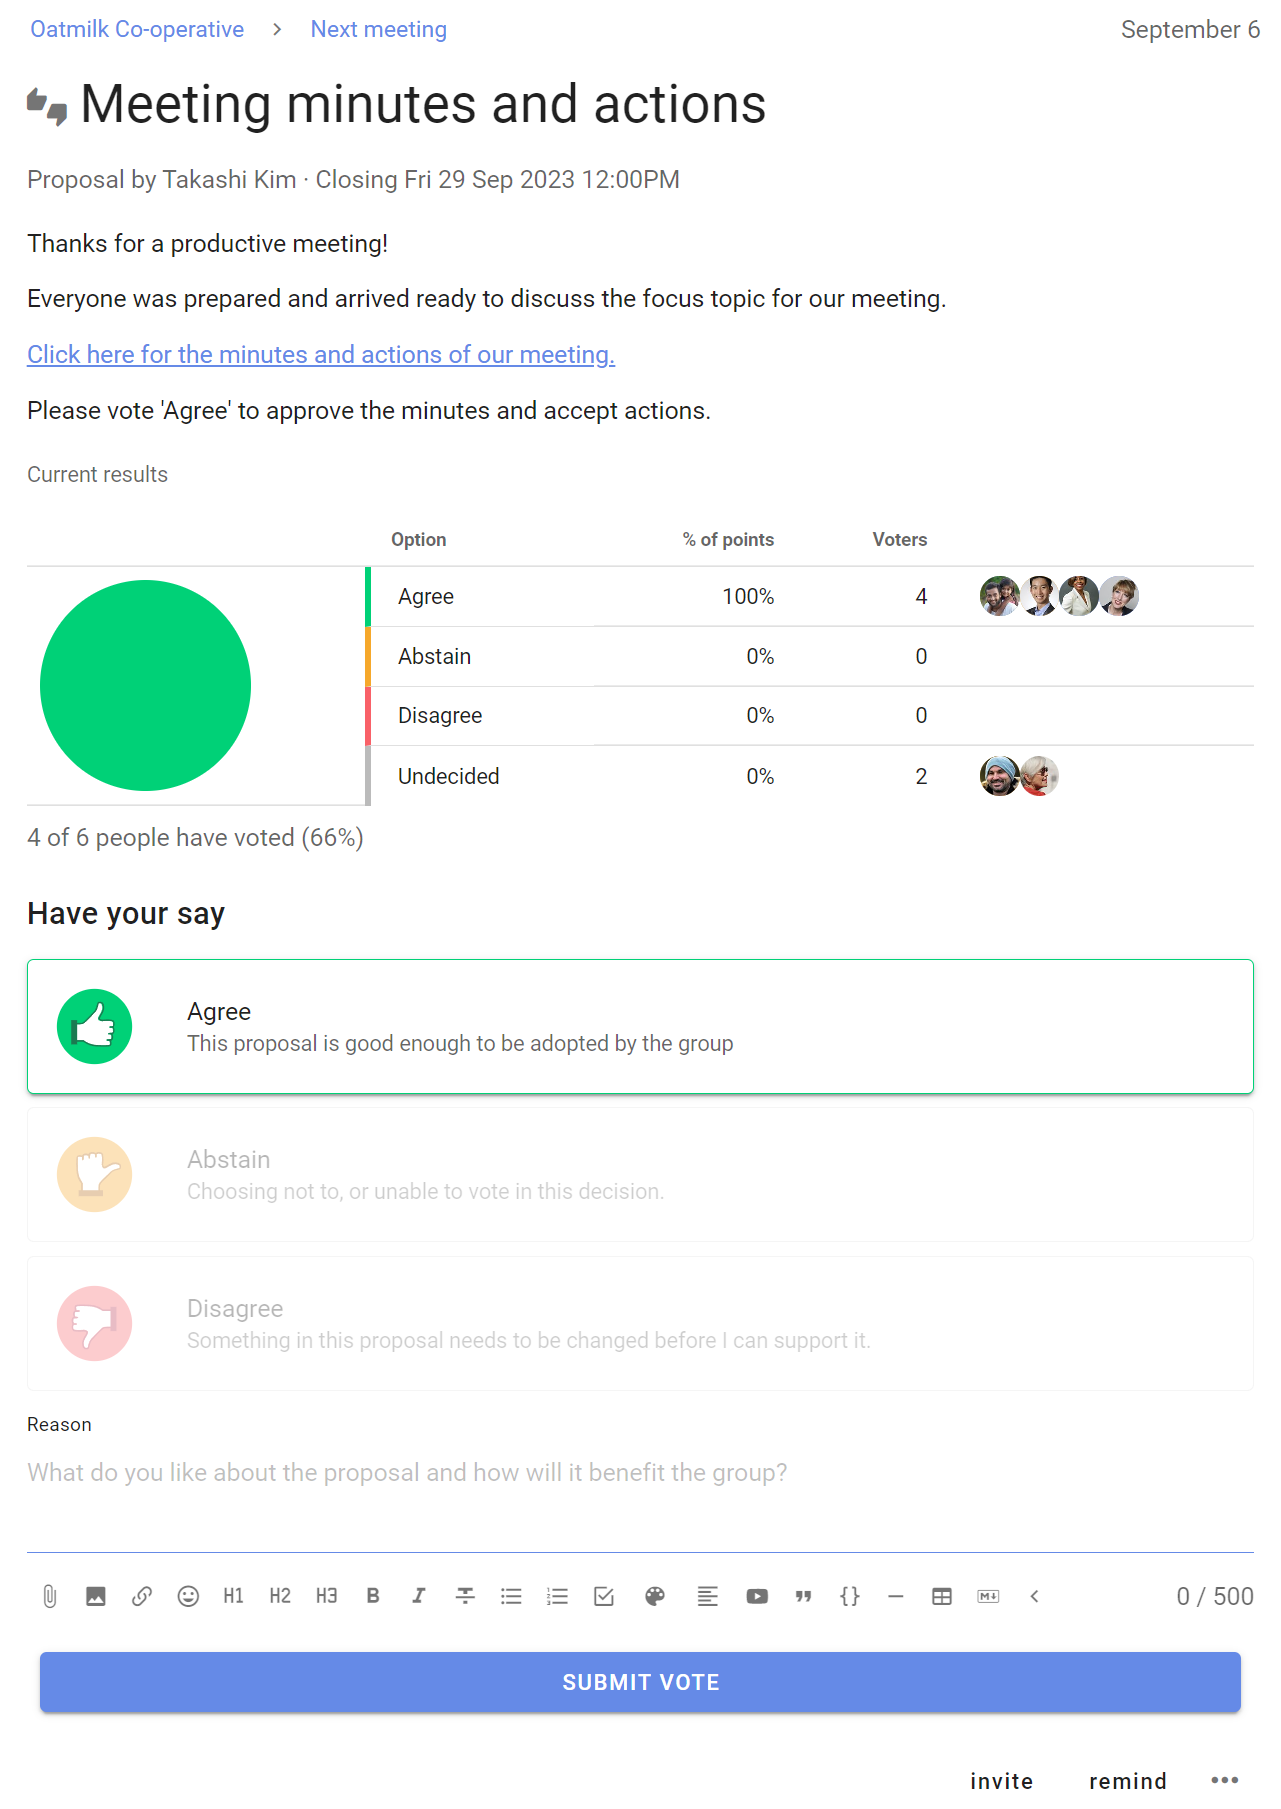 Oatmilk Co-operative > Next meeting September 6
Meeting minutes and actions
Proposal by Takashi Kim · Closing Fri 29 Sep 2023 12:00PM
Thanks for a productive meeting!
Everyone was prepared and arrived ready to discuss the focus topic for our meeting.
Click here for the minutes and actions of our meeting.
Please vote 'Agree' to approve the minutes and accept actions.
Current results
Option % of points Voters
Agree 100% 4
Abstain 0% 0
Disagree 0% 0
Undecided 0% 2
4 of 6 people have voted (66%)
Have your say
Agree
This proposal is good enough to be adopted by the group
Abstain
Choosing not to, or unable to vote in this decision.
Disagree
Something in this proposal needs to be changed before I can support it.
Reason
What do you like about the proposal and how will it benefit the group?
H1 H2 H3 B I {} M 0 / 500
SUBMIT VOTE
invite remind